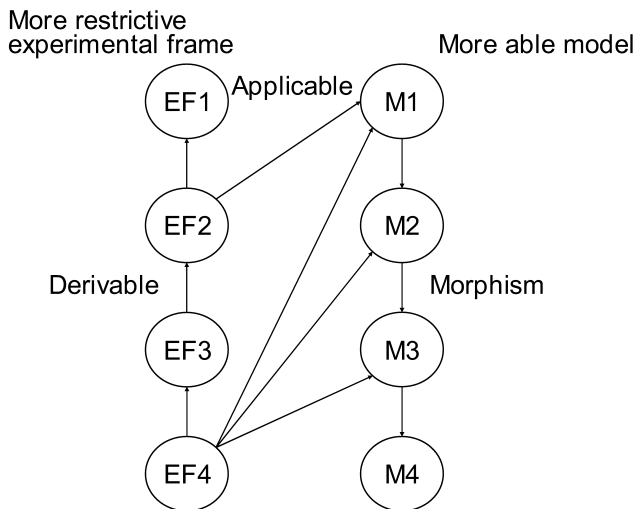 More restrictive
experimental frame
More able model
EF1
Applicable
M1
EF2
M2
Derivable
Morphism
EF3
M3
EF4
M4